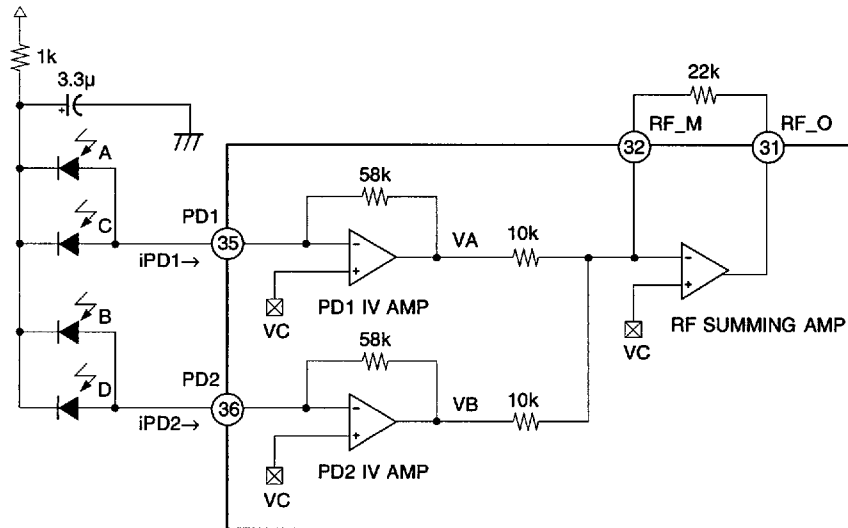 1k
3.3μ
+
A
C
B
D
PD1
35
iPD1→
PD2
36
iPD2→
58k
-
+
VC
PD1 IV AMP
VA
10k
58k
-
+
VC
PD2 IV AMP
VB
10k
22k
RF_M
32
RF_O
31
-
+
VC
RF SUMMING AMP